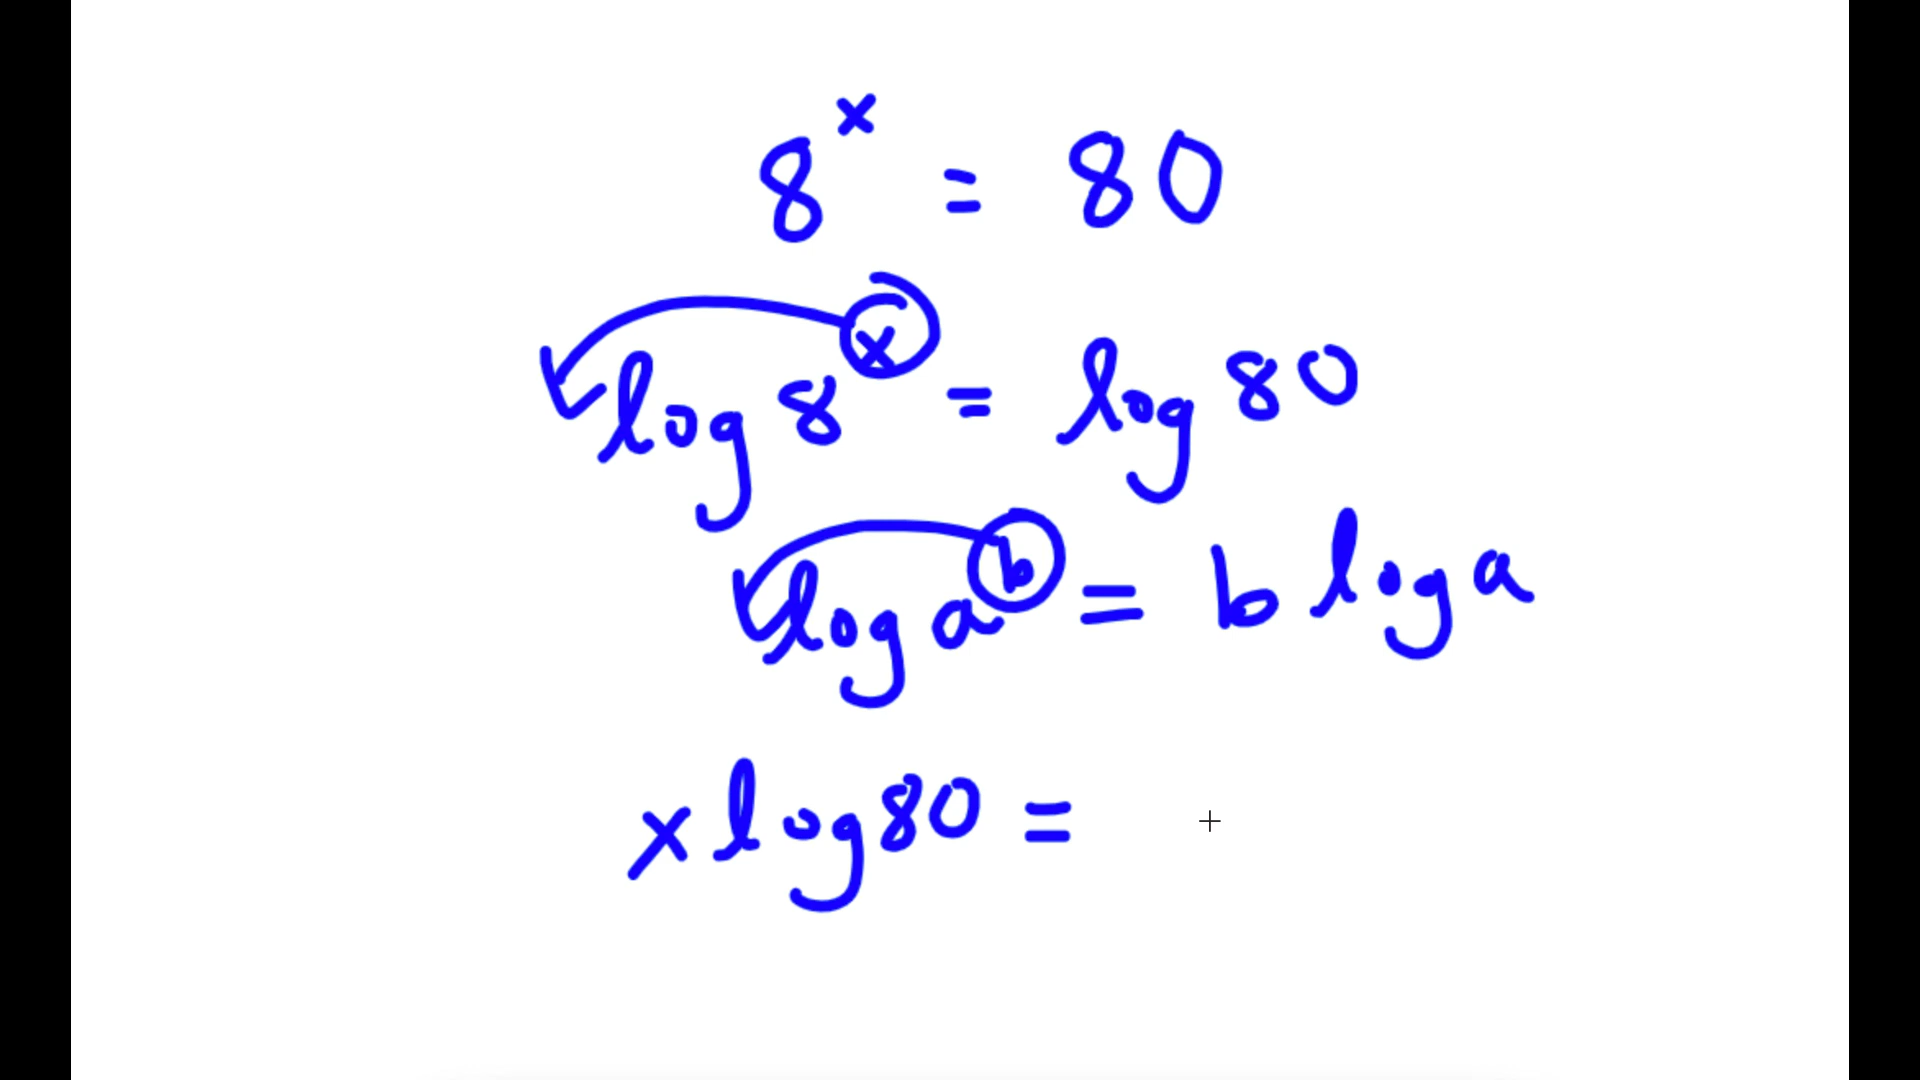 8^x = 80
log 8^x = log 80
log a^b = b log a
x log 80 =